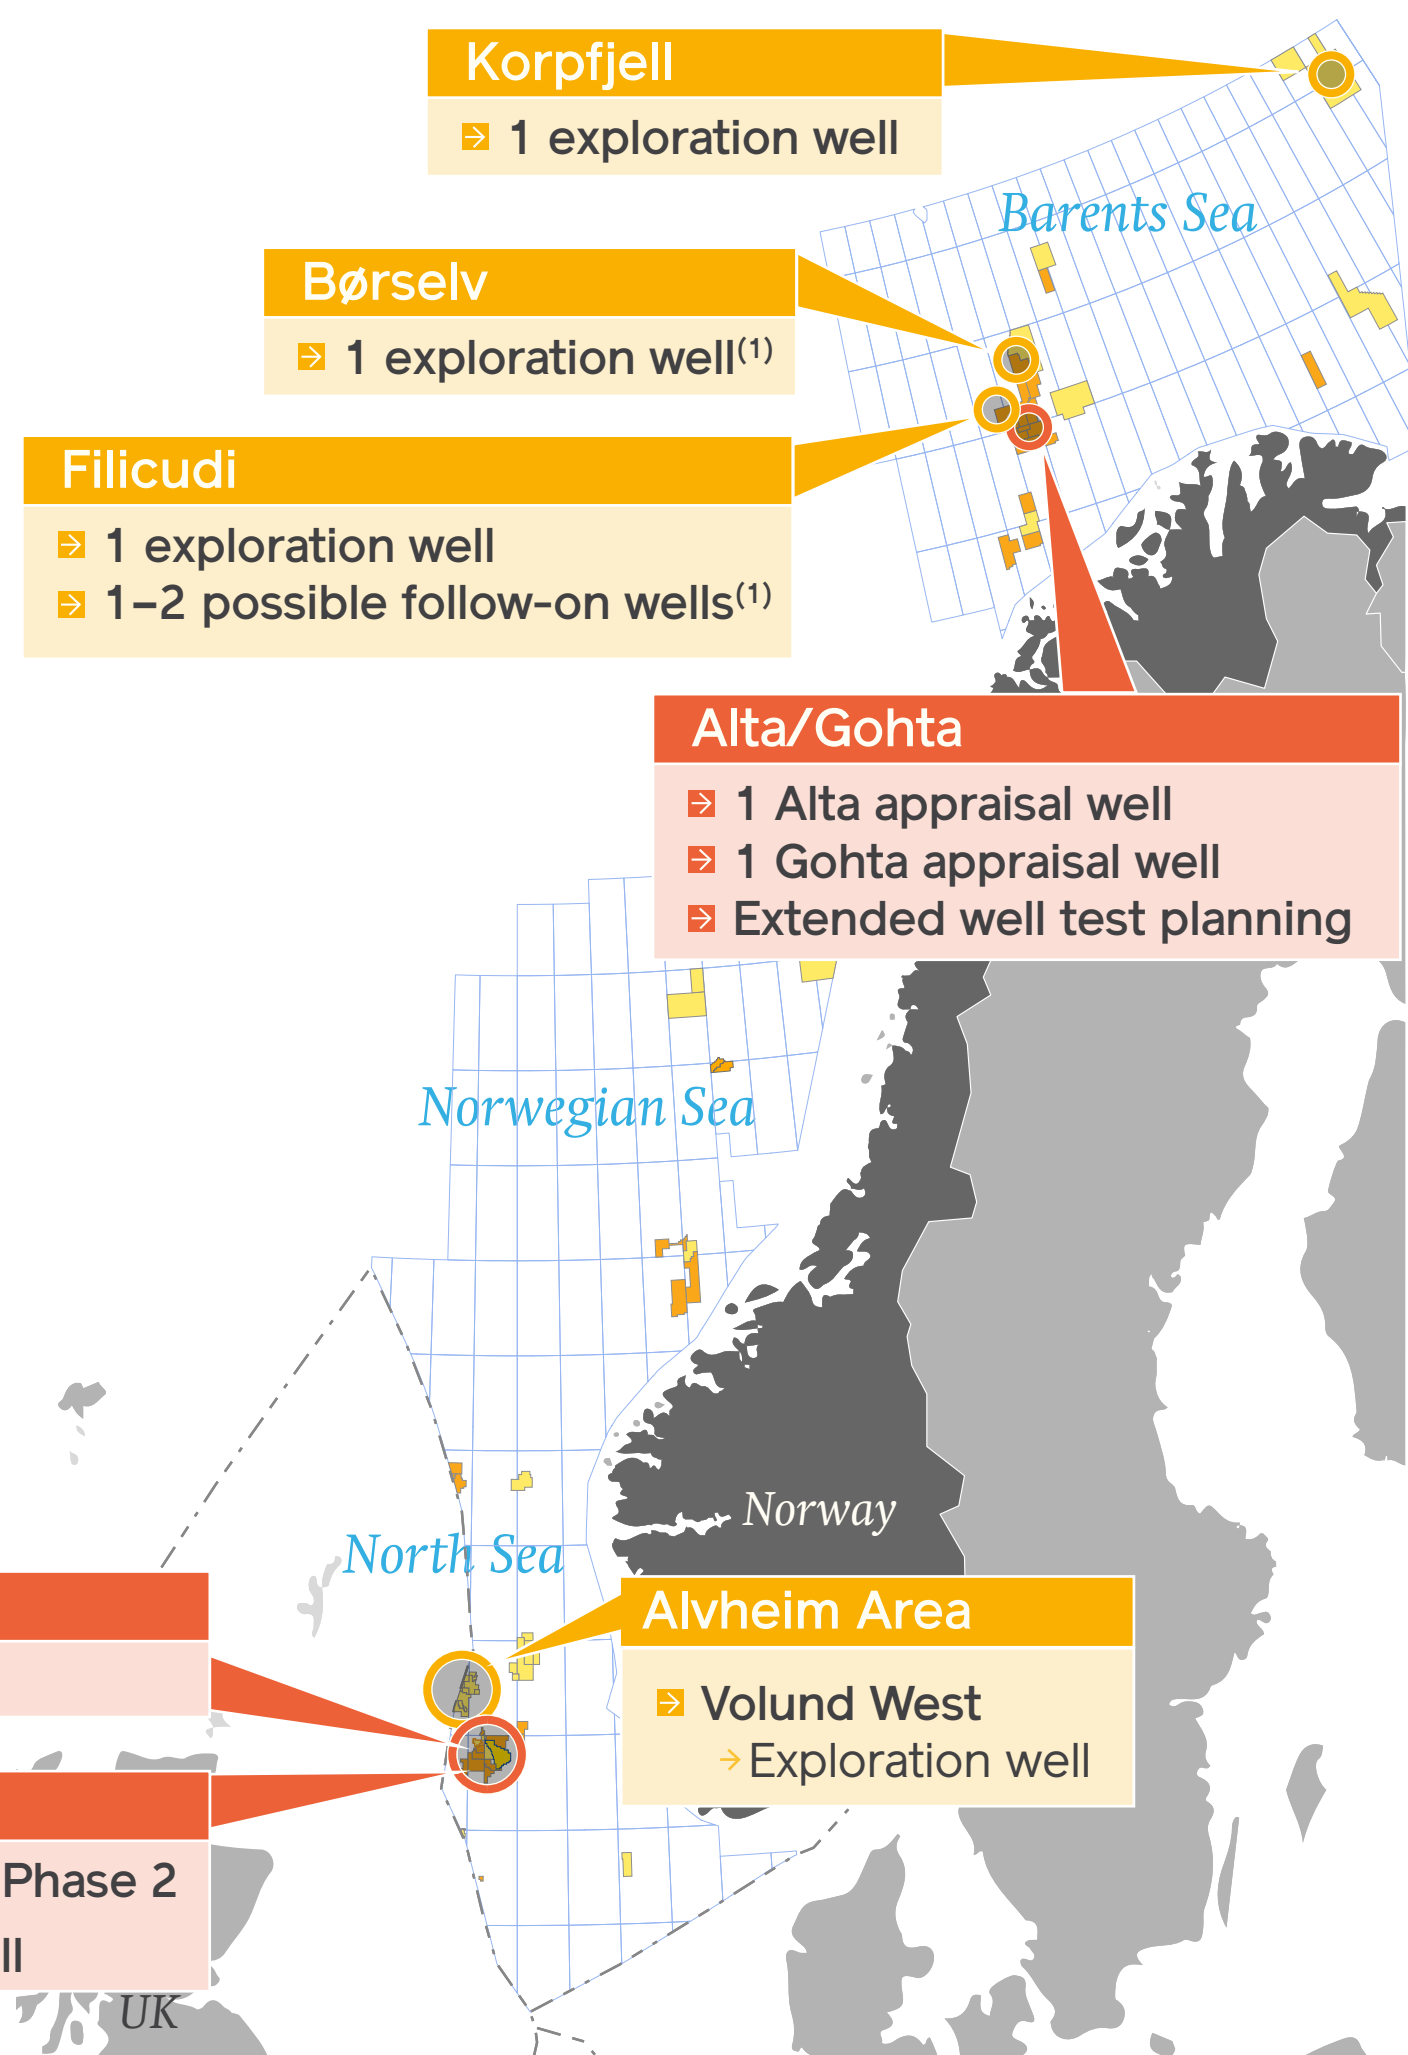 Korpfjell
1 exploration well
Barents Sea
Børselv
1 exploration well(1)
Filicudi
1 exploration well
1–2 possible follow-on wells(1)
Alta/Gohta
1 Alta appraisal well
1 Gohta appraisal well
Extended well test planning
Norwegian Sea
Norway
North Sea
Alvheim Area
Volund West
Exploration well
Phase 2
ll
UK